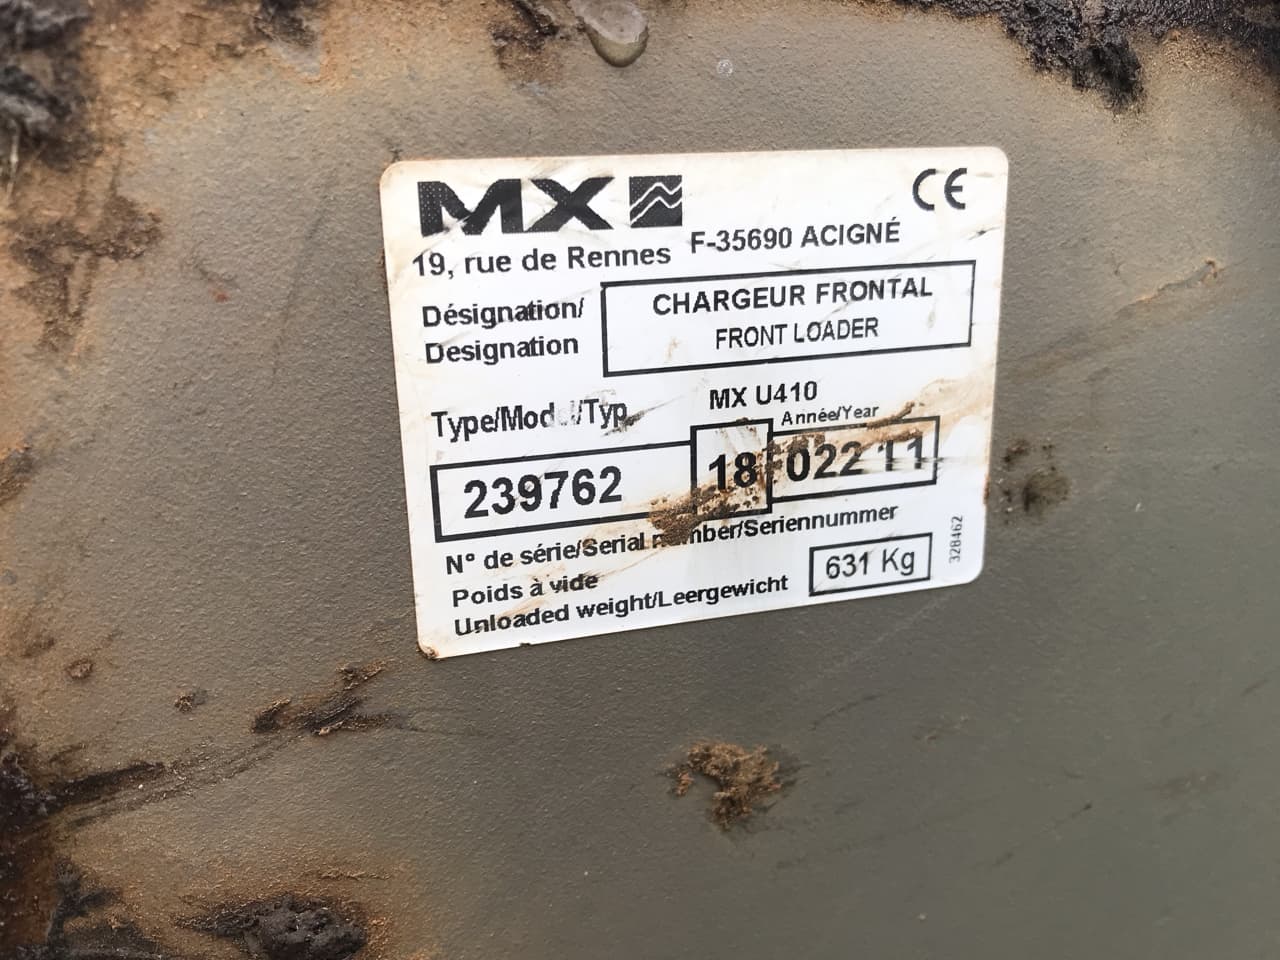 MX
CE
19, rue de Rennes F-35690 ACIGNÉ
Désignation/
Designation
CHARGEUR FRONTAL
FRONT LOADER
Type/Model/Typ
MX U410
Année/Year
239762
18
022 11
N° de série/Serial number/Seriennummer
Poids à vide
Unloaded weight/Leergewicht
631 Kg
328462